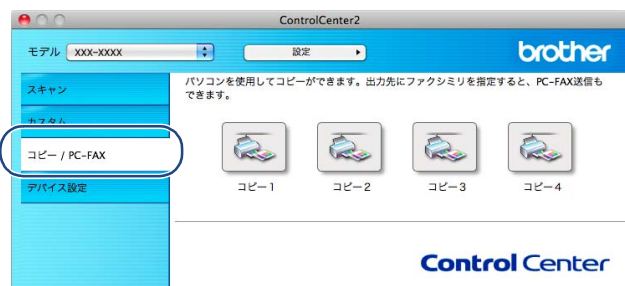 ControlCenter2
モデル XXX-XXXX 設定 brother
スキャン
パソコンを使用してコピーができます。出力先にファクシミリを指定すると、PC-FAX送信も
できます。
カスタム
コピー / PC-FAX
デバイス設定
コピー1 コピー2 コピー3 コピー4
Control Center